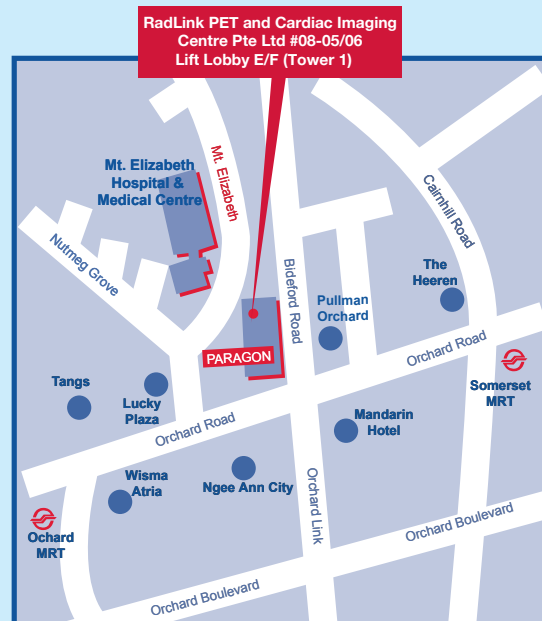 RadLink PET and Cardiac Imaging
Centre Pte Ltd #08-05/06
Lift Lobby E/F (Tower 1)
Mt. Elizabeth
Hospital &
Medical Centre
Mt. Elizabeth
Cairnhill Road
Nutmeg Grove
Bideford Road
The
Heeren
Pullman
Orchard
PARAGON
Orchard Road
Somerset
MRT
Tangs
Lucky
Plaza
Orchard Road
Mandarin
Hotel
Wisma
Atria
Ngee Ann City
Orchard Link
Orchard Boulevard
Ochard
MRT
Orchard Boulevard